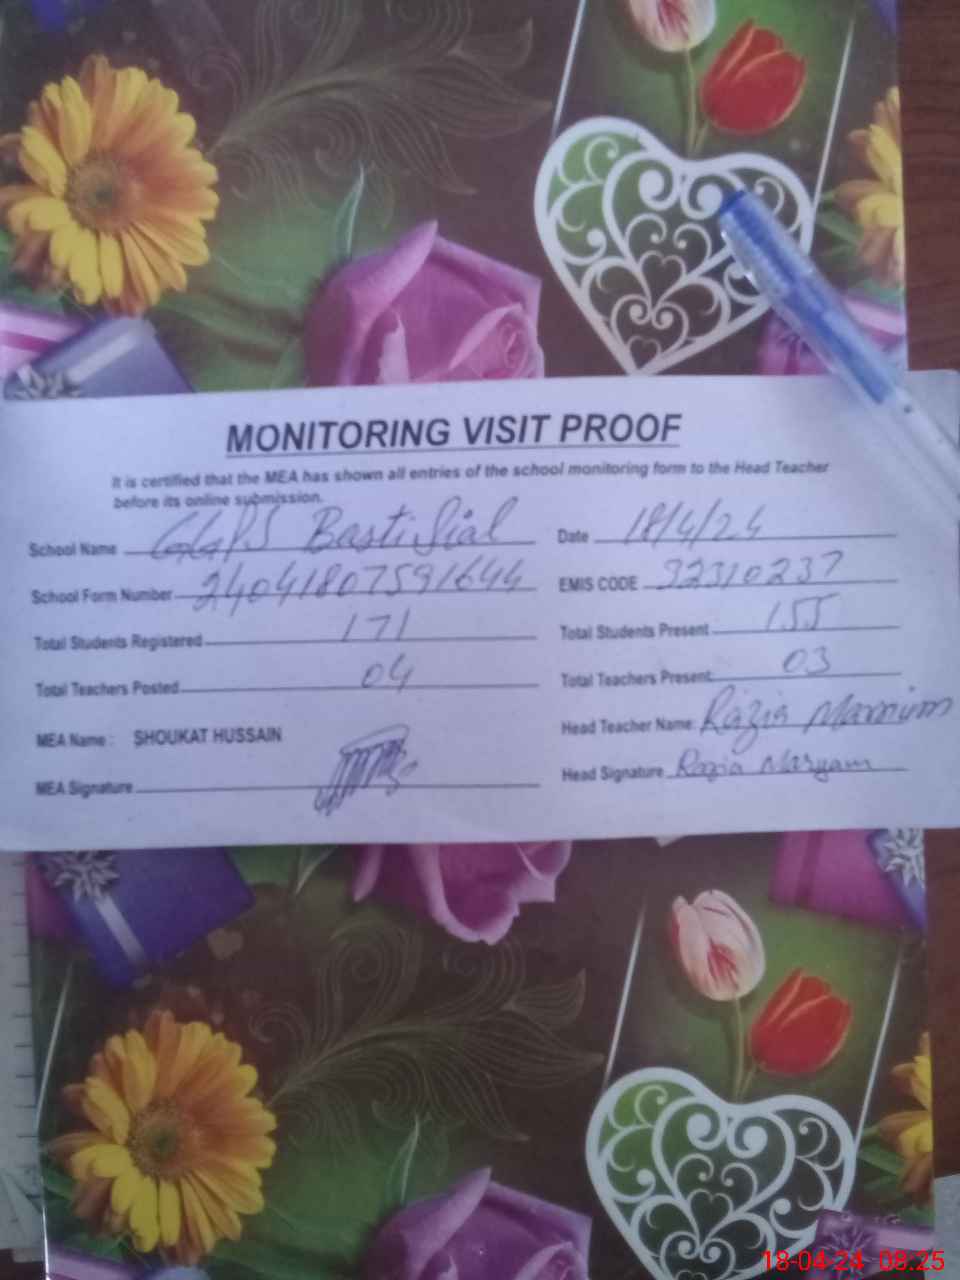 MONITORING VISIT PROOF
It is certified that the MEA has shown all entries of the school monitoring form to the Head Teacher
before its online submission.
School Name GGPS Basti Sial Date 18/4/24
School Form Number 24041807591644 EMIS CODE 32310237
Total Students Registered 171 Total Students Present 155
Total Teachers Posted 04 Total Teachers Present 03
MEA Name : SHOUKAT HUSSAIN Head Teacher Name Razia
MEA Signature Head Signature Razia Maryam
18-04-24 08:25